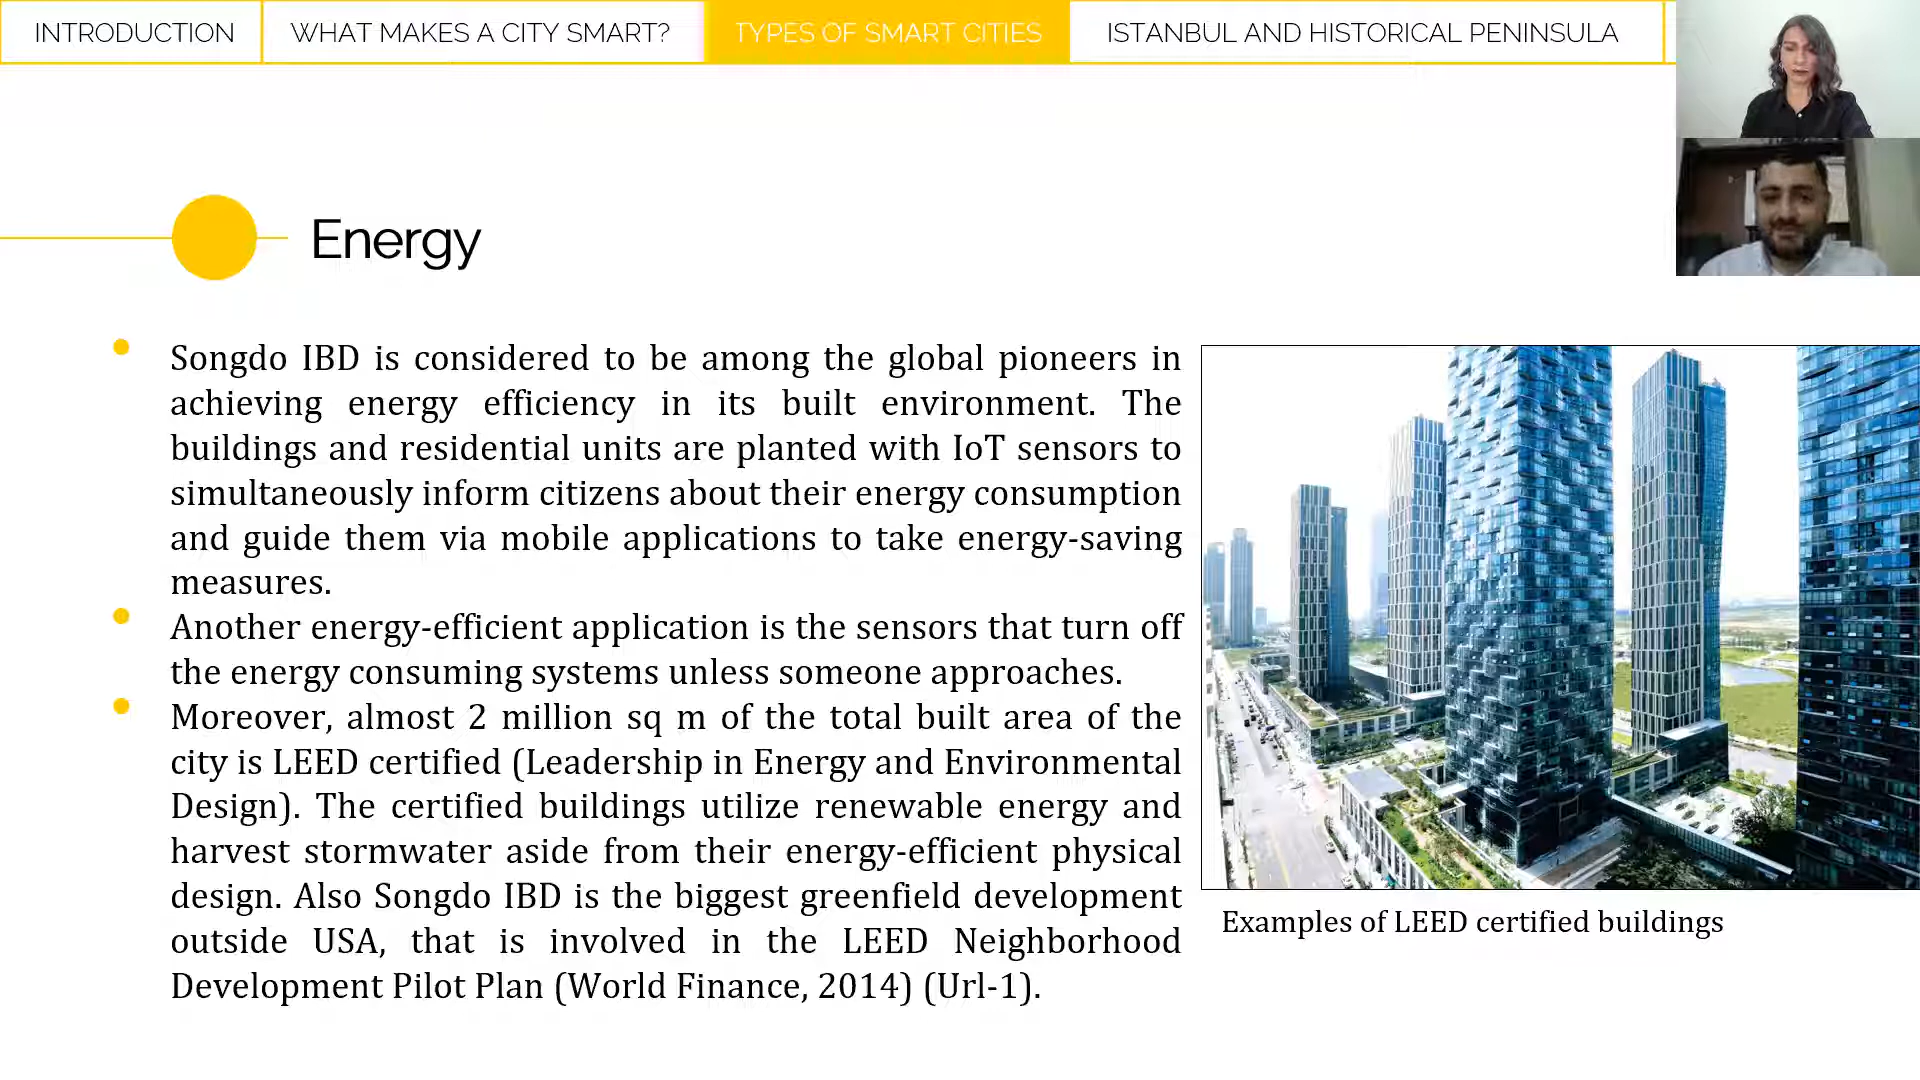 INTRODUCTION
WHAT MAKES A CITY SMART?
TYPES OF SMART CITIES
ISTANBUL AND HISTORICAL PENINSULA
Energy
Songdo IBD is considered to be among the global pioneers in
achieving energy efficiency in its built environment. The
buildings and residential units are planted with IoT sensors to
simultaneously inform citizens about their energy consumption
and guide them via mobile applications to take energy-saving
measures.
Another energy-efficient application is the sensors that turn off
the energy consuming systems unless someone approaches.
Moreover, almost 2 million sq m of the total built area of the
city is LEED certified (Leadership in Energy and Environmental
Design). The certified buildings utilize renewable energy and
harvest stormwater aside from their energy-efficient physical
design. Also Songdo IBD is the biggest greenfield development
outside USA, that is involved in the LEED Neighborhood
Development Pilot Plan (World Finance, 2014) (Url-1).
Examples of LEED certified buildings